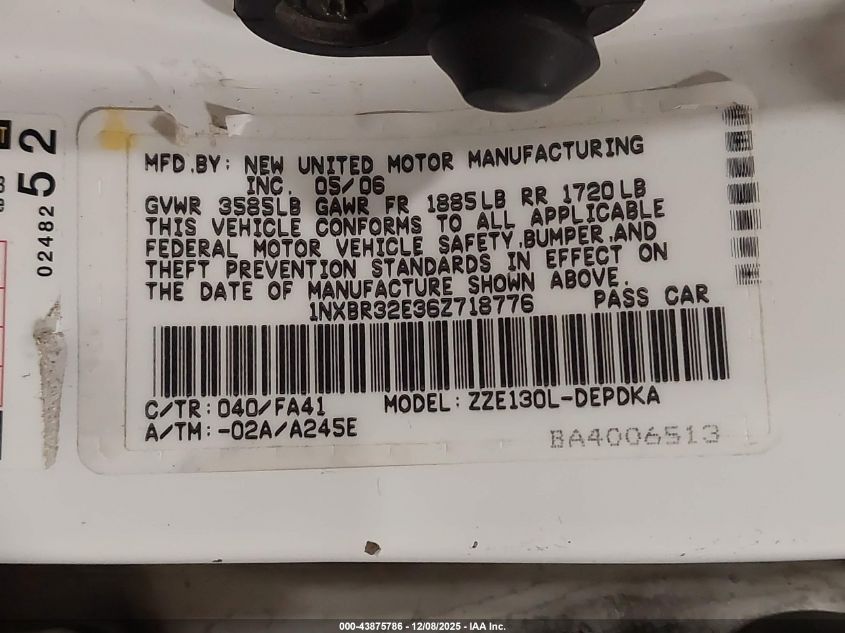 MFD.BY: NEW UNITED MOTOR MANUFACTURING
INC. 05/06
GVWR 3585LB GAWR FR 1885LB RR 1720LB
THIS VEHICLE CONFORMS TO ALL APPLICABLE
FEDERAL MOTOR VEHICLE SAFETY,BUMPER,AND
THEFT PREVENTION STANDARDS IN EFFECT ON
THE DATE OF MANUFACTURE SHOWN ABOVE.
1NXBR32E36Z718776 PASS CAR
C/TR: 040/FA41 MODEL: ZZE130L-DEPDKA
A/TM: -02A/A245E
BA4006513
52
02482
000-43875786 - 12/08/2025 - IAA Inc.